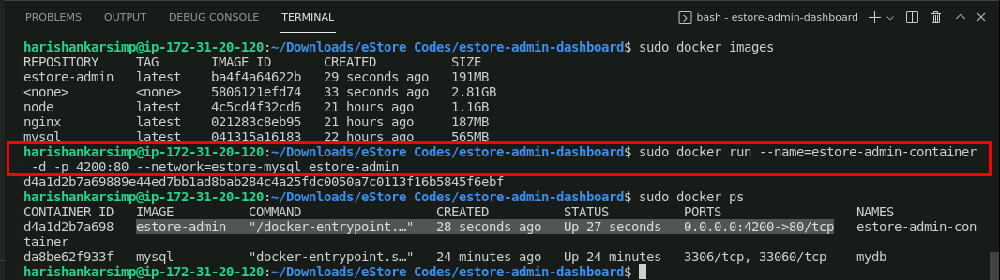 PROBLEMS OUTPUT DEBUG CONSOLE TERMINAL bash - estore-admin-dashboard
harishankarsimp@ip-172-31-20-120:~/Downloads/eStore Codes/estore-admin-dashboard$ sudo docker images
REPOSITORY TAG IMAGE ID CREATED SIZE
estore-admin latest ba4f4a64622b 29 seconds ago 191MB
<none> <none> 5806121efd74 33 seconds ago 2.81GB
node latest 4c5cd4f32cd6 21 hours ago 1.1GB
nginx latest 021283c8eb95 21 hours ago 187MB
mysql latest 041315a16183 22 hours ago 565MB
harishankarsimp@ip-172-31-20-120:~/Downloads/eStore Codes/estore-admin-dashboard$ sudo docker run --name=estore-admin-container
-d -p 4200:80 --network=estore-mysql estore-admin
d4a1d2b7a69889e44ed7bb1ad8bab284c4a25fdc0050a7c0113f16b5845f6ebf
harishankarsimp@ip-172-31-20-120:~/Downloads/eStore Codes/estore-admin-dashboard$ sudo docker ps
CONTAINER ID IMAGE COMMAND CREATED STATUS PORTS NAMES
d4a1d2b7a698 estore-admin "/docker-entrypoint.…" 28 seconds ago Up 27 seconds 0.0.0.0:4200->80/tcp estore-admin-con
tainer
da8be62f933f mysql "docker-entrypoint.s…" 24 minutes ago Up 24 minutes 3306/tcp, 33060/tcp mydb
harishankarsimp@ip-172-31-20-120:~/Downloads/eStore Codes/estore-admin-dashboard$